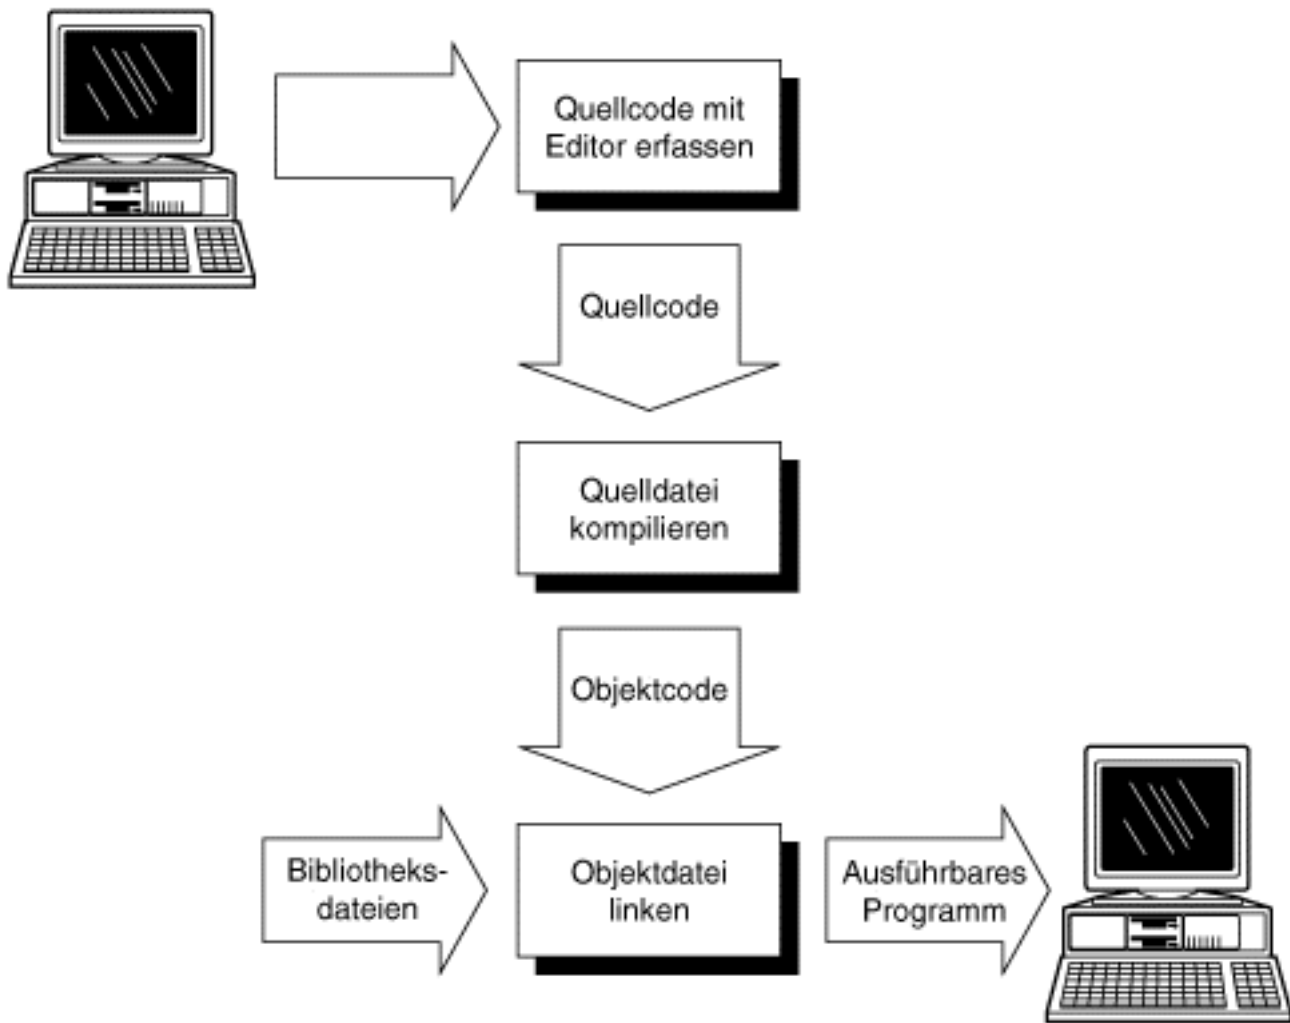 Quellcode mit
Editor erfassen
Quellcode
Quelldatei
kompilieren
Objektcode
Bibliotheks-
dateien
Objektdatei
linken
Ausführbares
Programm